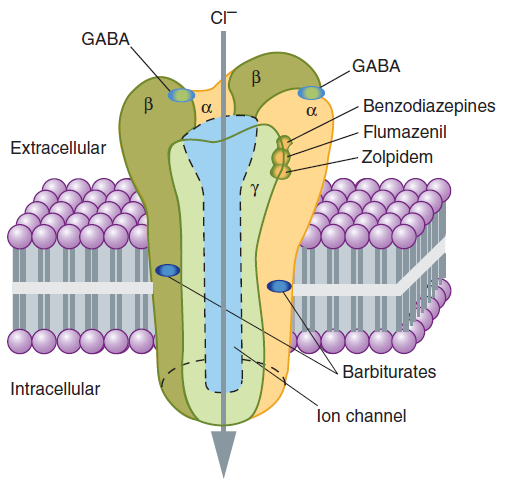 Cl⁻
GABA
GABA
β
β
α
α
Benzodiazepines
Flumazenil
Zolpidem
Extracellular
γ
Barbiturates
Intracellular
Ion channel